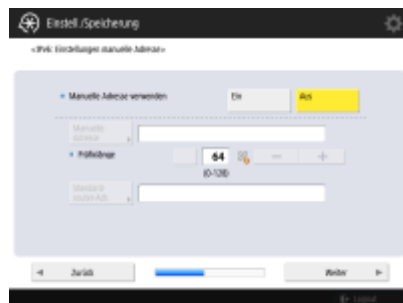 Einstell./Speicherung
<IPv6: Einstellungen manuelle Adresse>
Manuelle Adresse verwenden
Ein
Aus
Manuelle
Adresse
Präfixlänge
64
(0-128)
Standard-
router-Adr.
Zurück
Weiter
Logout